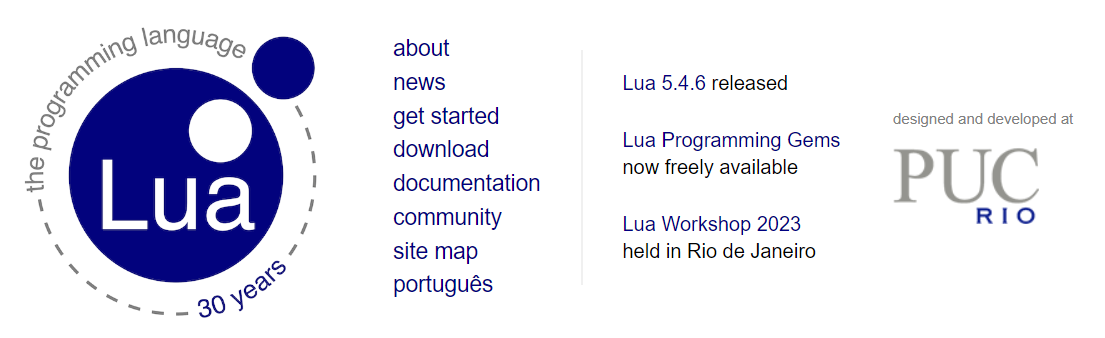 the programming language
Lua
30 years
about
news
get started
download
documentation
community
site map
português
Lua 5.4.6 released
Lua Programming Gems
now freely available
Lua Workshop 2023
held in Rio de Janeiro
designed and developed at
PUC
RIO